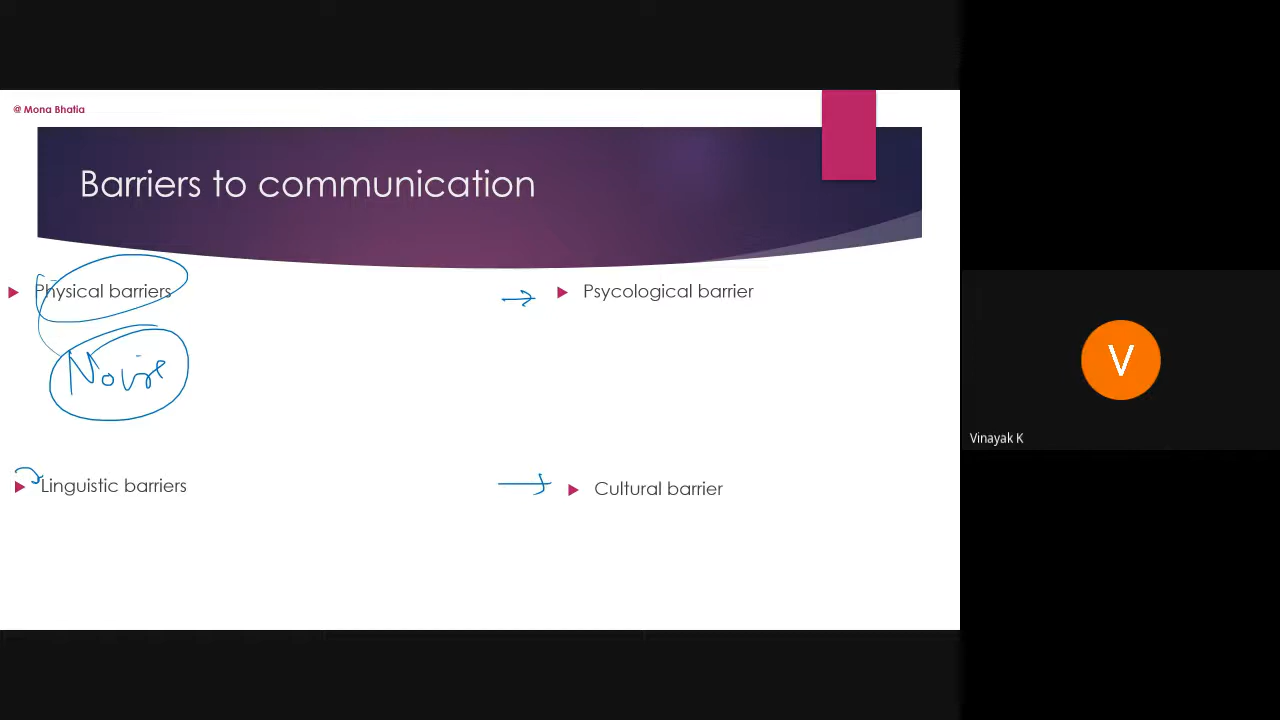 @ Mona Bhatia
Barriers to communication
Physical barriers
Psycological barrier
Noise
Linguistic barriers
Cultural barrier
V
Vinayak K